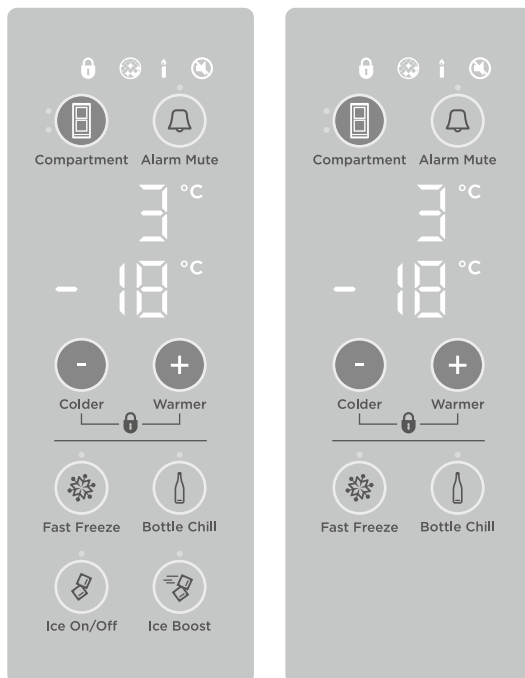 Compartment Alarm Mute
3 °C
- 18 °C
- +
Colder Warmer
Fast Freeze Bottle Chill
Ice On/Off Ice Boost
Compartment Alarm Mute
3 °C
- 18 °C
- +
Colder Warmer
Fast Freeze Bottle Chill